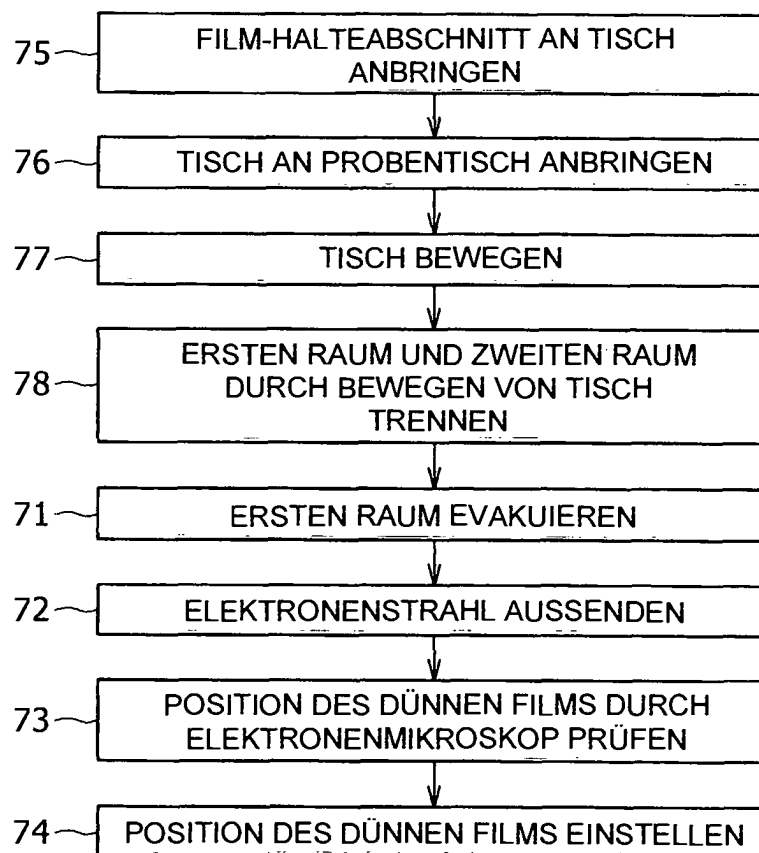 75 FILM-HALTEABSCHNITT AN TISCH
ANBRINGEN
76 TISCH AN PROBENTISCH ANBRINGEN
77 TISCH BEWEGEN
78 ERSTEN RAUM UND ZWEITEN RAUM
DURCH BEWEGEN VON TISCH
TRENNEN
71 ERSTEN RAUM EVAKUIEREN
72 ELEKTRONENSTRAHL AUSSENDEN
73 POSITION DES DÜNNEN FILMS DURCH
ELEKTRONENMIKROSKOP PRÜFEN
74 POSITION DES DÜNNEN FILMS EINSTELLEN